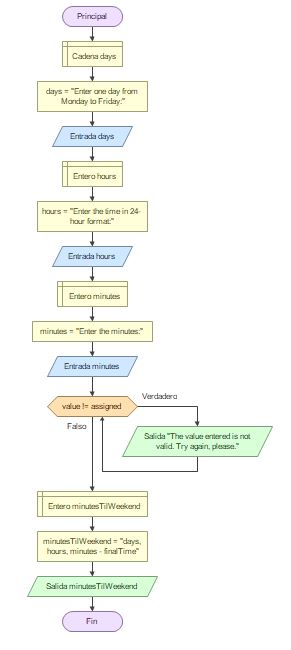 Principal
Cadena days
days = "Enter one day from
Monday to Friday:"
Entrada days
Entero hours
hours = "Enter the time in 24-
hour format:"
Entrada hours
Entero minutes
minutes = "Enter the minutes:"
Entrada minutes
value != assigned
Verdadero
Falso
Salida "The value entered is not
valid. Try again, please."
Entero minutesTilWeekend
minutesTilWeekend = "days,
hours, minutes - finalTime"
Salida minutesTilWeekend
Fin